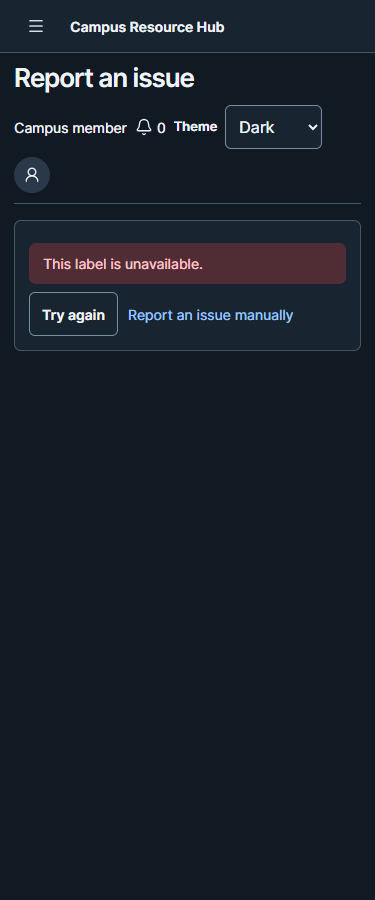 Campus Resource Hub
Report an issue
Campus member 0 Theme Dark
This label is unavailable.
Try again Report an issue manually